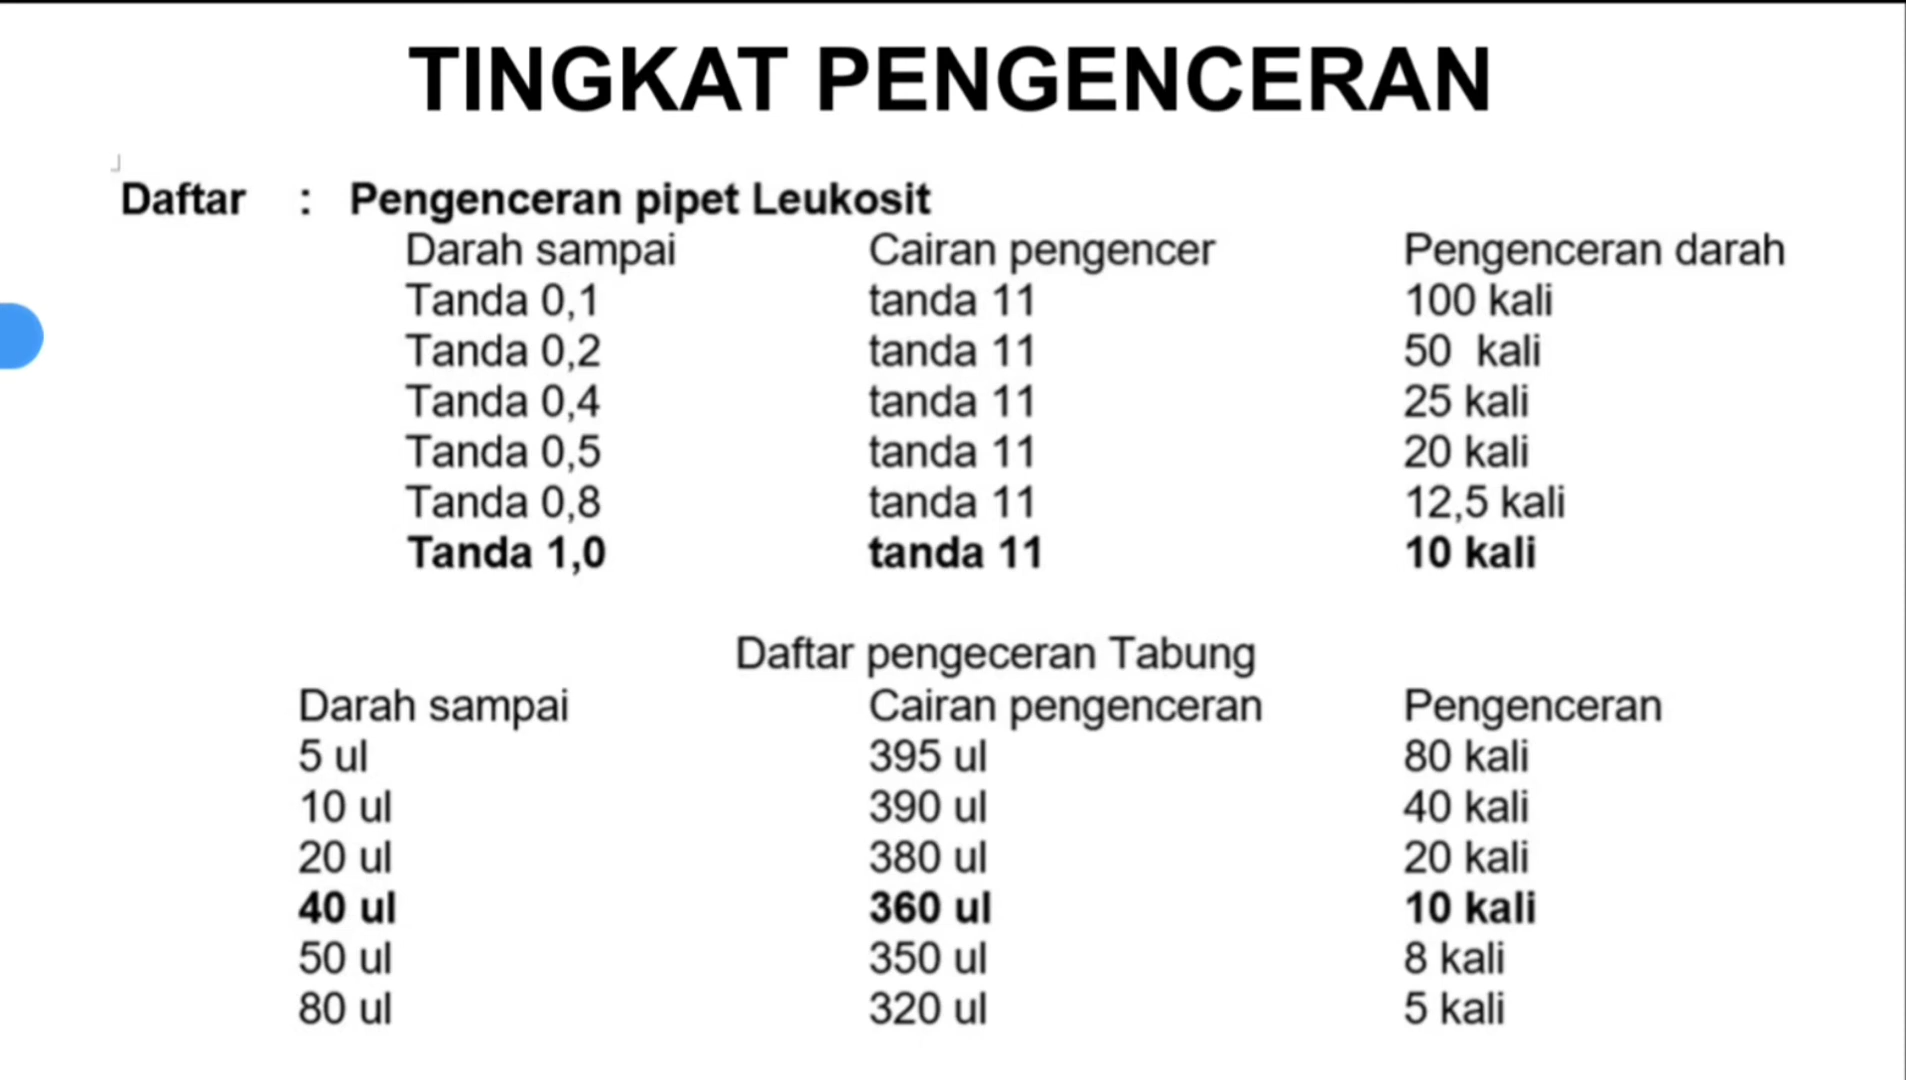 TINGKAT PENGENCERAN
Daftar : Pengenceran pipet Leukosit
Darah sampai Cairan pengencer Pengenceran darah
Tanda 0,1 tanda 11 100 kali
Tanda 0,2 tanda 11 50 kali
Tanda 0,4 tanda 11 25 kali
Tanda 0,5 tanda 11 20 kali
Tanda 0,8 tanda 11 12,5 kali
Tanda 1,0 tanda 11 10 kali
Daftar pengeceran Tabung
Darah sampai Cairan pengenceran Pengenceran
5 ul 395 ul 80 kali
10 ul 390 ul 40 kali
20 ul 380 ul 20 kali
40 ul 360 ul 10 kali
50 ul 350 ul 8 kali
80 ul 320 ul 5 kali